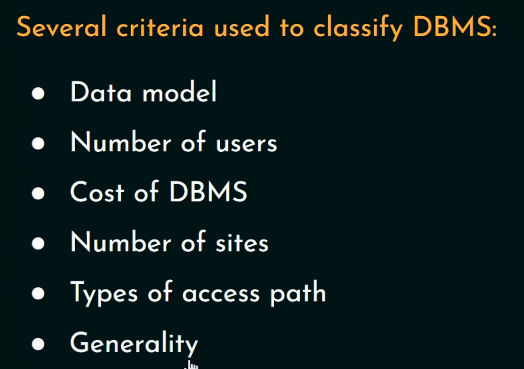 Several criteria used to classify DBMS:
● Data model
● Number of users
● Cost of DBMS
● Number of sites
● Types of access path
● Generality